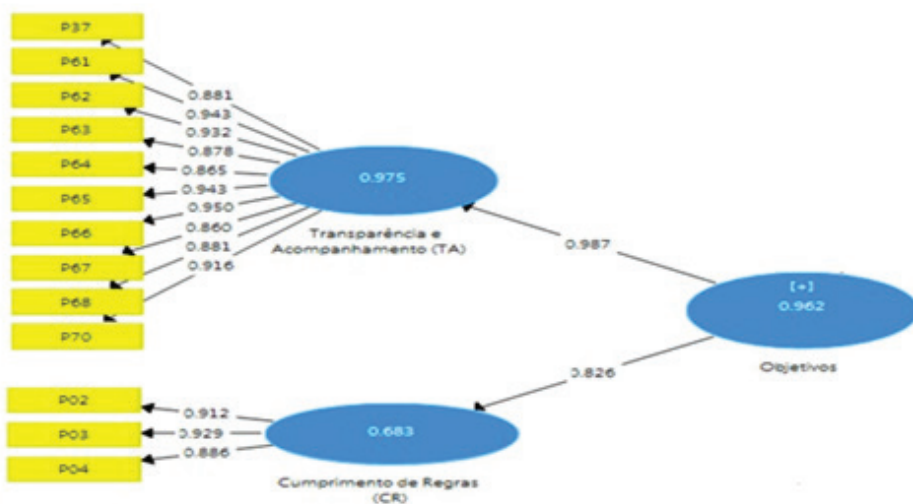 P37
P61
P62
P63
P64
P65
P66
P67
P68
P70
0.881
0.943
0.932
0.878
0.865
0.943
0.950
0.860
0.881
0.916
0.975
Transparência e
Acompanhamento (TA)
0.987
[+]
0.962
Objetivos
0.826
P02
P03
P04
0.912
0.929
0.886
0.683
Cumprimento de Regras
(CR)